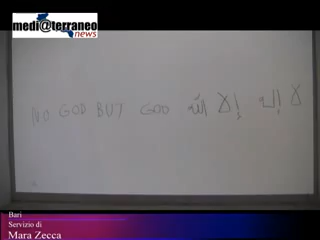 medi@terraneo
news
NO GOD BUT GOD لا إله إلا الله
Bari
Servizio di
Mara Zecca